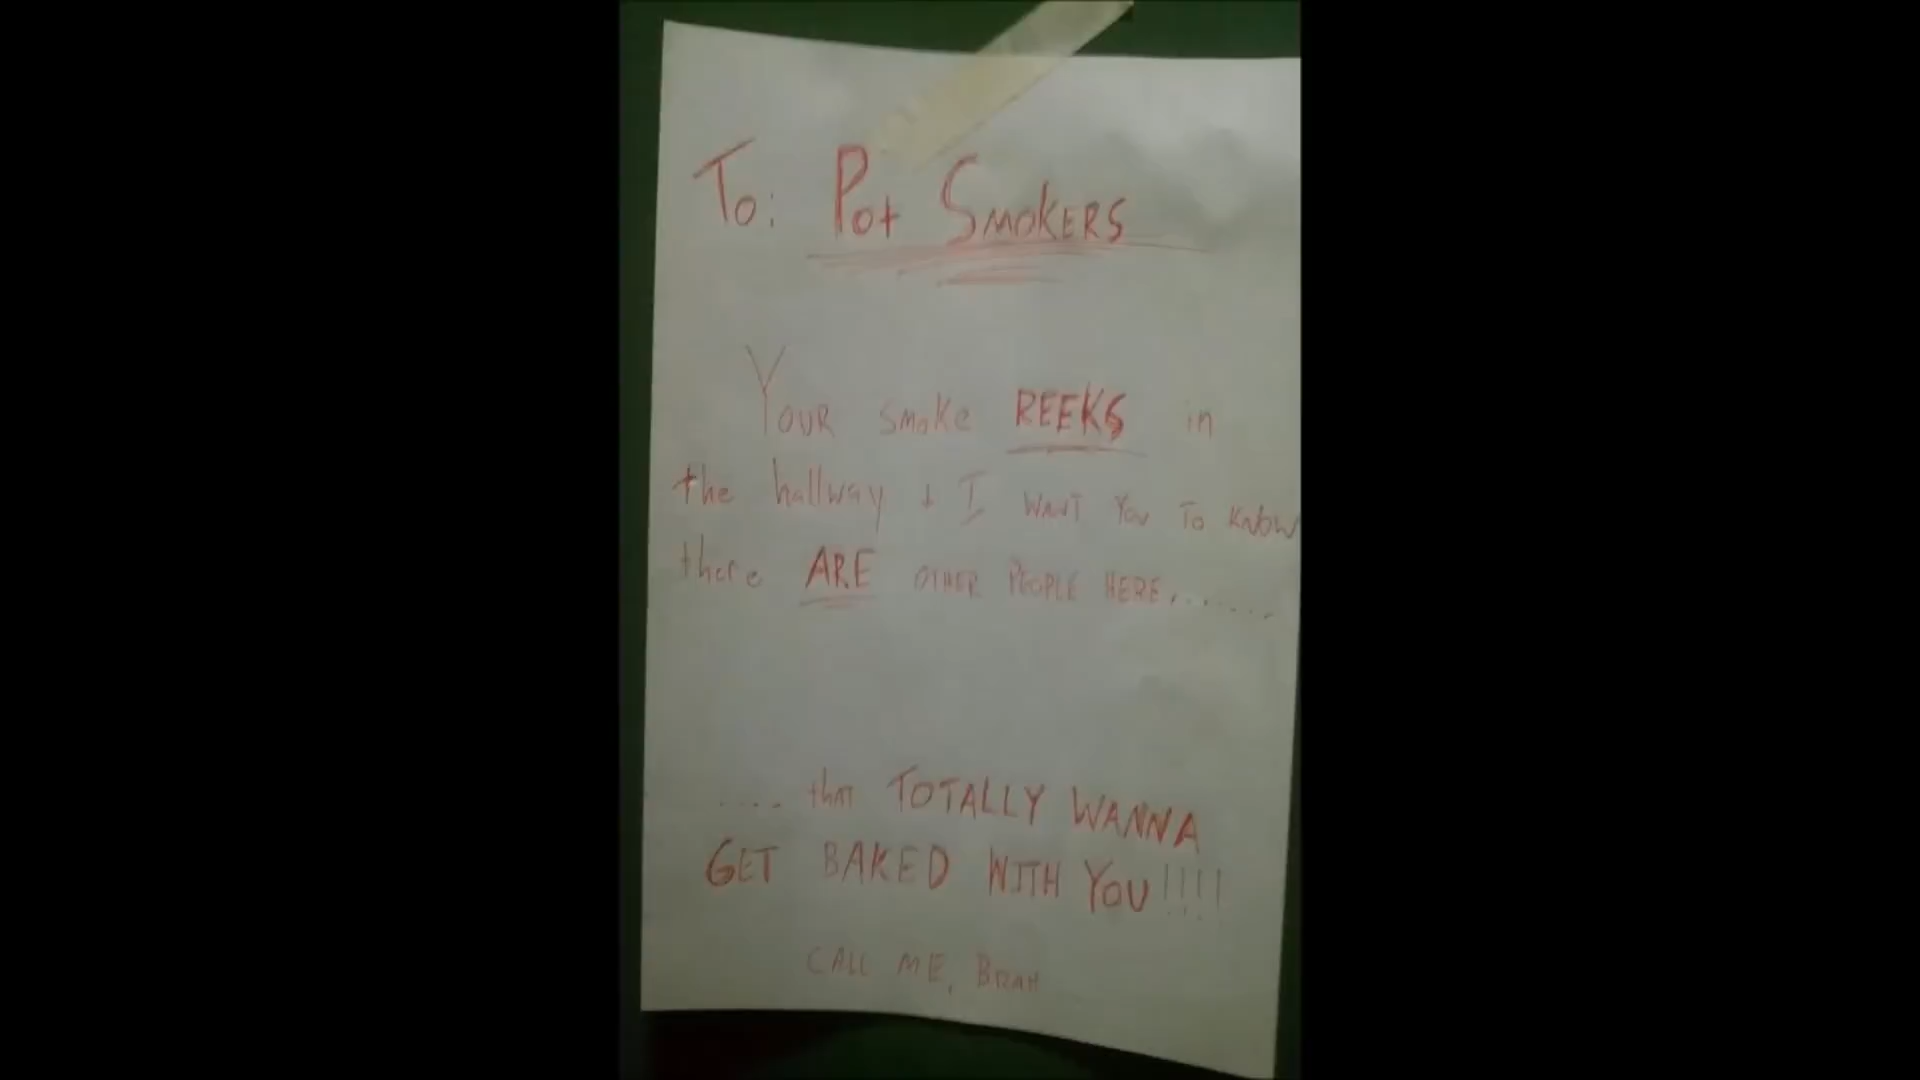 To: Pot SMOKERS
YOUR smoke REEKS in
the hallway + I WANT YOU TO KNOW
there ARE OTHER PEOPLE HERE........
.... that TOTALLY WANNA
GET BAKED WITH YOU!!!!
CALL ME, BRAH